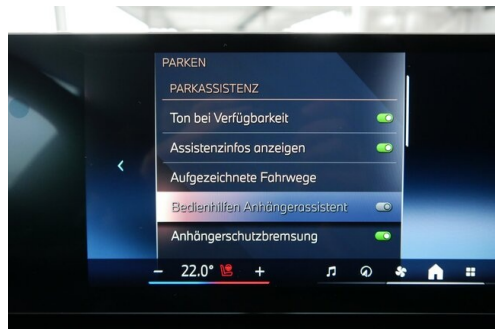 PARKEN
PARKASSISTENZ
Ton bei Verfügbarkeit
Assistenzinfos anzeigen
Aufgezeichnete Fahrwege
Bedienhilfen Anhängerassistent
Anhängerschutzbremsung
- 22.0° +